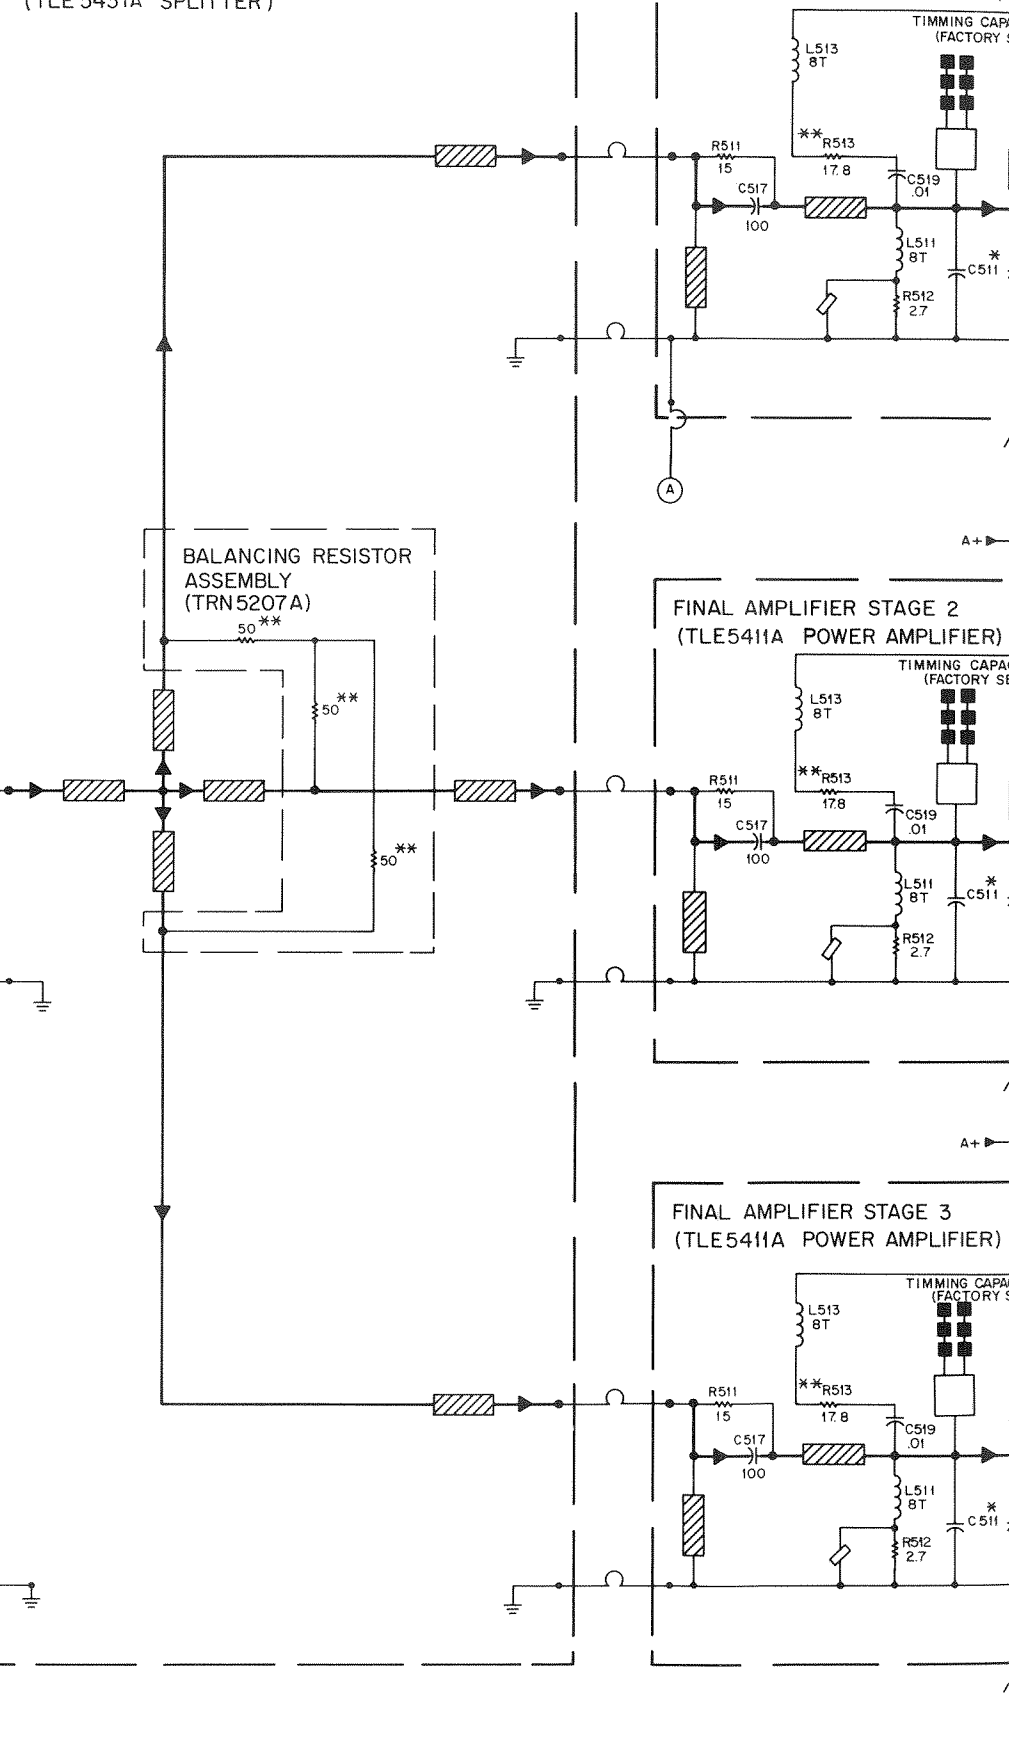 (TLE5431A SPLITTER)
TIMMING
(FACTORY
L513
8T
**
R513
17.8
R511
15
C519
.01
C517
100
L511
8T
*
C511
R512
2.7
A
A+
BALANCING RESISTOR
ASSEMBLY
(TRN5207A)
50**
50**
50**
FINAL AMPLIFIER STAGE 2
(TLE5411A POWER AMPLIFIER)
TIMMING
(FACTORY
L513
8T
**
R513
17.8
R511
15
C519
.01
C517
100
L511
8T
*
C511
R512
2.7
A+
FINAL AMPLIFIER STAGE 3
(TLE5411A POWER AMPLIFIER)
TIMMING
(FACTORY
L513
8T
**
R513
17.8
R511
15
C519
.01
C517
100
L511
8T
*
C511
R512
2.7